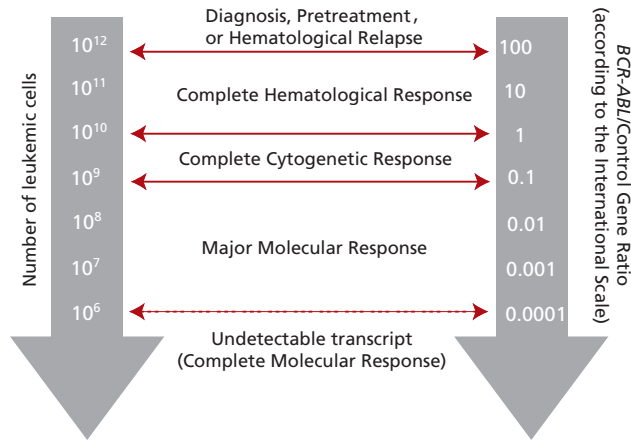 Diagnosis, Pretreatment,
or Hematological Relapse
10¹² 100
10¹¹ Complete Hematological Response 10
10¹⁰ 1
Complete Cytogenetic Response
10⁹ 0.1
10⁸ 0.01
Major Molecular Response
10⁷ 0.001
10⁶ 0.0001
Undetectable transcript
(Complete Molecular Response)
Number of leukemic cells
BCR-ABL/Control Gene Ratio
(according to the International Scale)